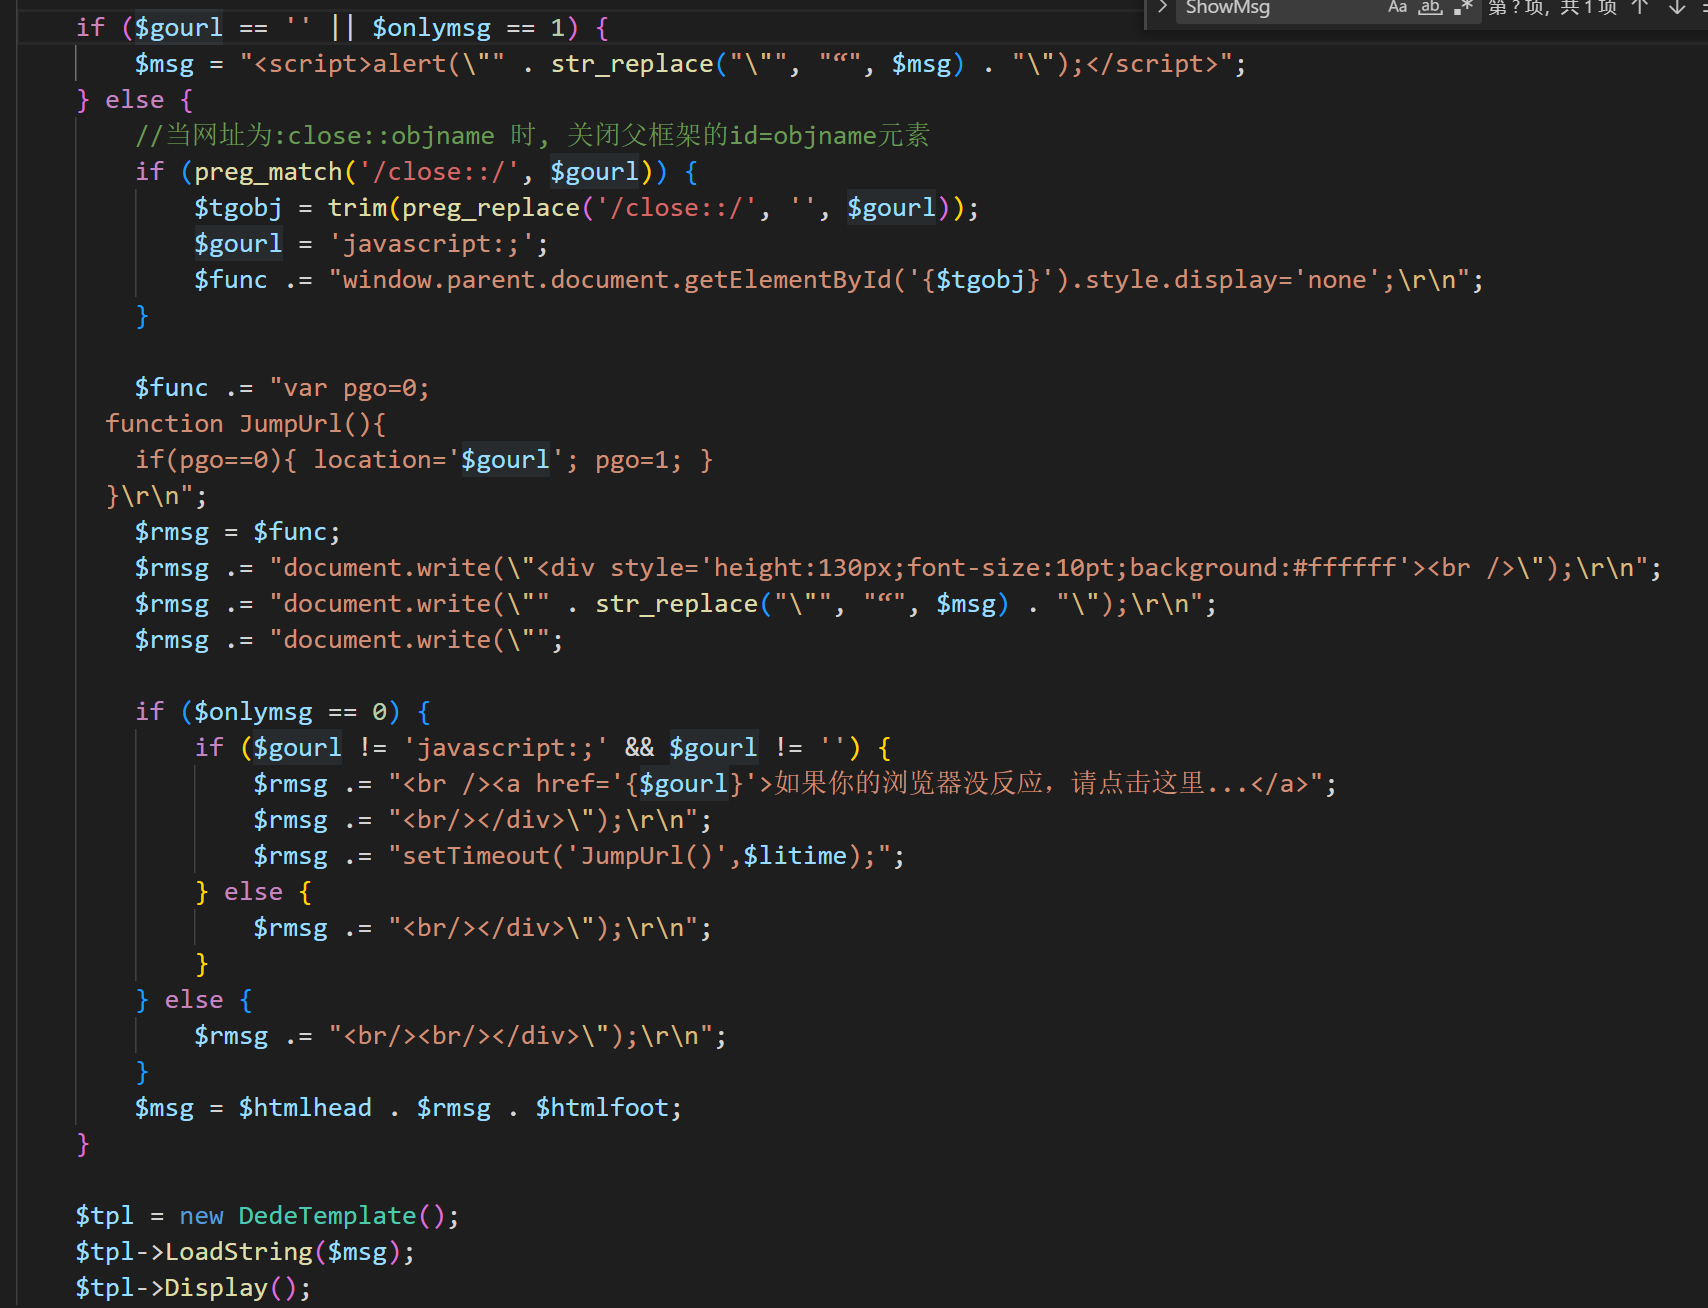 ShowMsg Aa ab .* 第?项, 共1项
if ($gourl == '' || $onlymsg == 1) {
    $msg = "<script>alert(\"" . str_replace("\"", "“", $msg) . "\");</script>";
} else {
    //当网址为:close::objname 时, 关闭父框架的id=objname元素
    if (preg_match('/close::/', $gourl)) {
        $tgobj = trim(preg_replace('/close::/', '', $gourl));
        $gourl = 'javascript:;';
        $func .= "window.parent.document.getElementById('{$tgobj}').style.display='none';\r\n";
    }

    $func .= "var pgo=0;
  function JumpUrl(){
    if(pgo==0){ location='$gourl'; pgo=1; }
  }\r\n";
    $rmsg = $func;
    $rmsg .= "document.write(\"<div style='height:130px;font-size:10pt;background:#ffffff'><br />\");\r\n";
    $rmsg .= "document.write(\"" . str_replace("\"", "“", $msg) . "\");\r\n";
    $rmsg .= "document.write(\"";

    if ($onlymsg == 0) {
        if ($gourl != 'javascript:;' && $gourl != '') {
            $rmsg .= "<br /><a href='{$gourl}'>如果你的浏览器没反应，请点击这里...</a>";
            $rmsg .= "<br/></div>\");\r\n";
            $rmsg .= "setTimeout('JumpUrl()',$litime);";
        } else {
            $rmsg .= "<br/></div>\");\r\n";
        }
    } else {
        $rmsg .= "<br/><br/></div>\");\r\n";
    }
    $msg = $htmlhead . $rmsg . $htmlfoot;
}

$tpl = new DedeTemplate();
$tpl->LoadString($msg);
$tpl->Display();